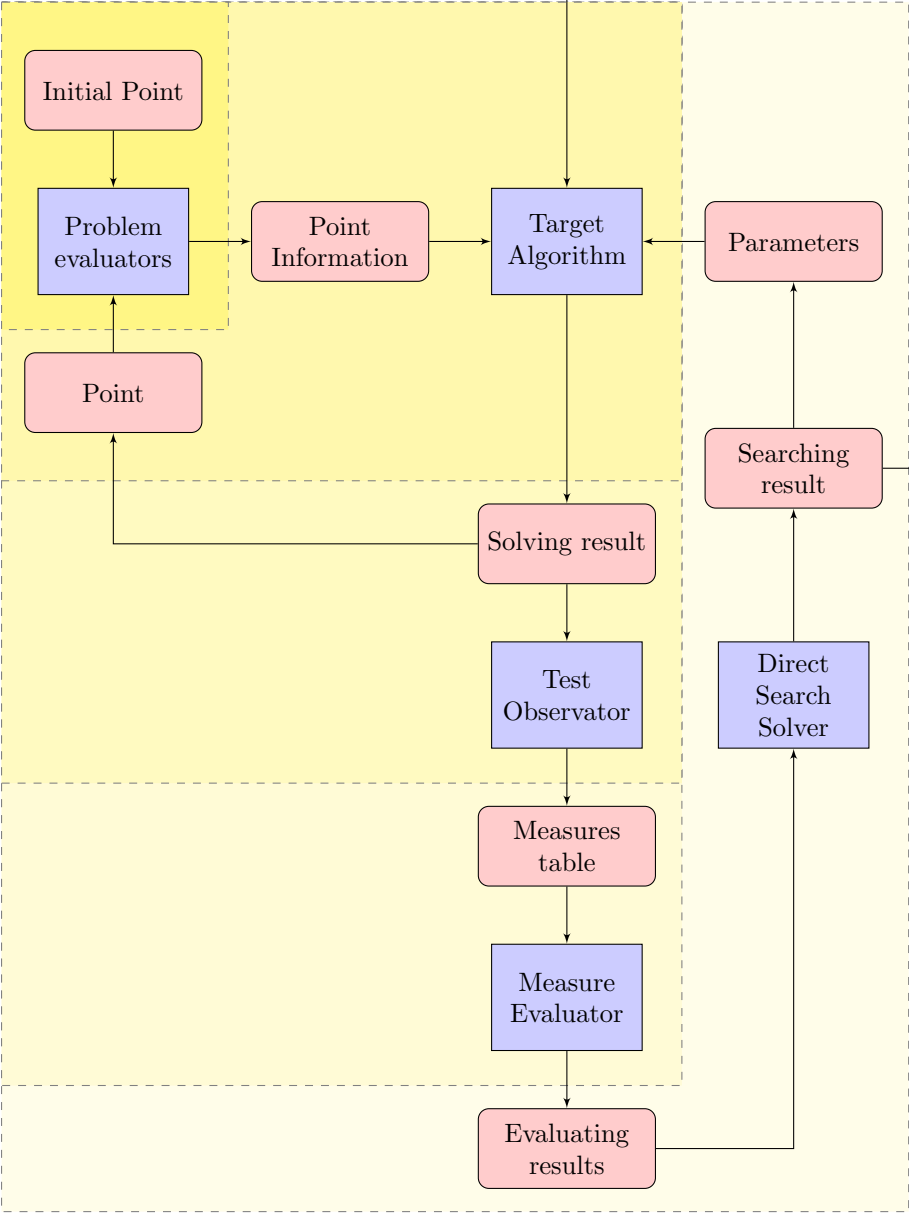 Initial Point
Problem
evaluators
Point
Information
Target
Algorithm
Parameters
Point
Searching
result
Solving result
Test
Observator
Direct
Search
Solver
Measures
table
Measure
Evaluator
Evaluating
results